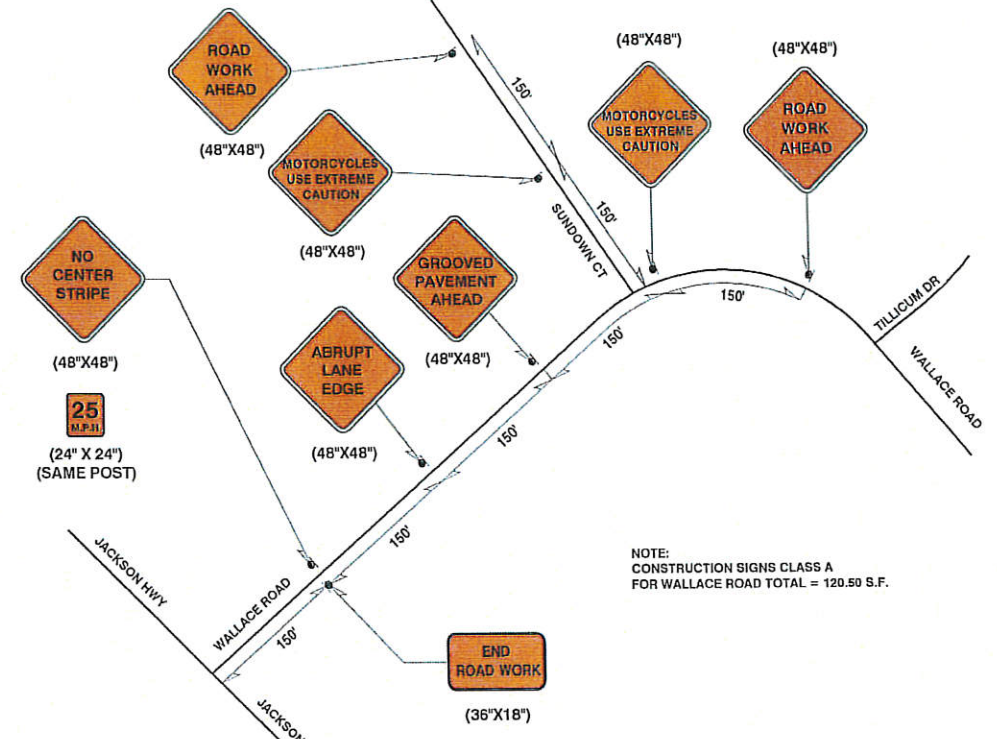 ROAD
WORK
AHEAD
(48"X48")
MOTORCYCLES
USE EXTREME
CAUTION
(48"X48")
(48"X48")
MOTORCYCLES
USE EXTREME
CAUTION
(48"X48")
ROAD
WORK
AHEAD
150'
150'
SUNDOWN CT
150'
TILLICUM DR
WALLACE ROAD
NO
CENTER
STRIPE
(48"X48")
25
M.P.H.
(24" X 24")
(SAME POST)
GROOVED
PAVEMENT
AHEAD
(48"X48")
ABRUPT
LANE
EDGE
(48"X48")
150'
150'
150'
150'
JACKSON HWY
WALLACE ROAD
JACKSON
END
ROAD WORK
(36"X18")
NOTE:
CONSTRUCTION SIGNS CLASS A
FOR WALLACE ROAD TOTAL = 120.50 S.F.